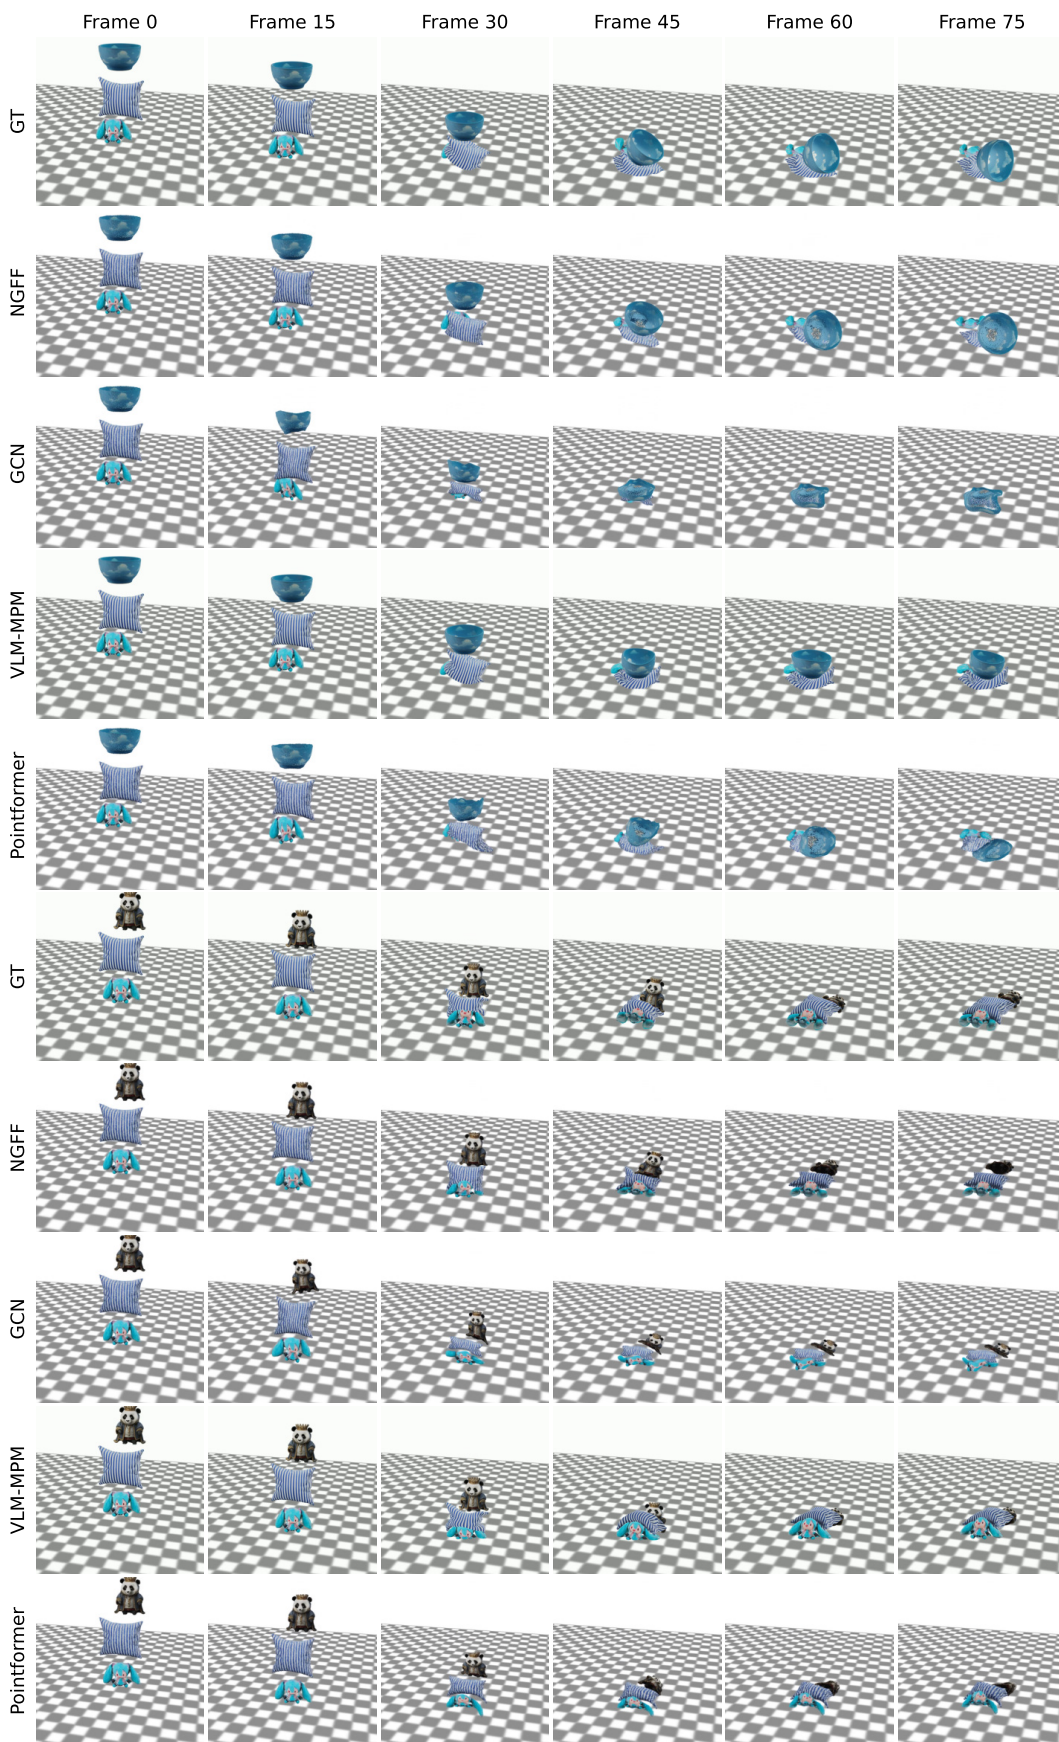 Frame 0 Frame 15 Frame 30 Frame 45 Frame 60 Frame 75
GT
NGFF
GCN
VLM-MPM
Pointformer
GT
NGFF
GCN
VLM-MPM
Pointformer